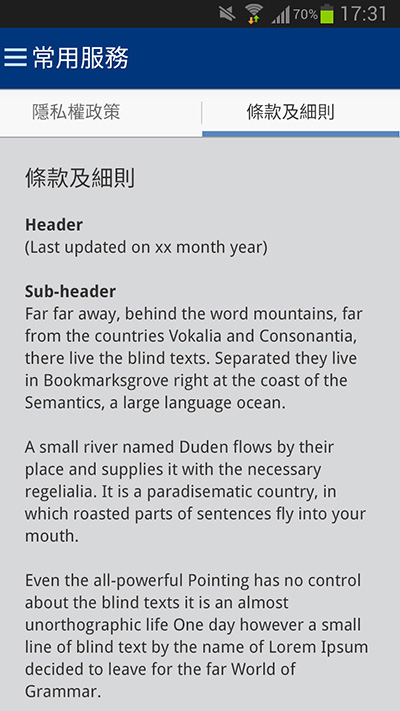 70% 17:31
常用服務
隱私權政策 條款及細則
條款及細則
Header
(Last updated on xx month year)
Sub-header
Far far away, behind the word mountains, far
from the countries Vokalia and Consonantia,
there live the blind texts. Separated they live
in Bookmarksgrove right at the coast of the
Semantics, a large language ocean.
A small river named Duden flows by their
place and supplies it with the necessary
regelialia. It is a paradisematic country, in
which roasted parts of sentences fly into your
mouth.
Even the all-powerful Pointing has no control
about the blind texts it is an almost
unorthographic life One day however a small
line of blind text by the name of Lorem Ipsum
decided to leave for the far World of
Grammar.